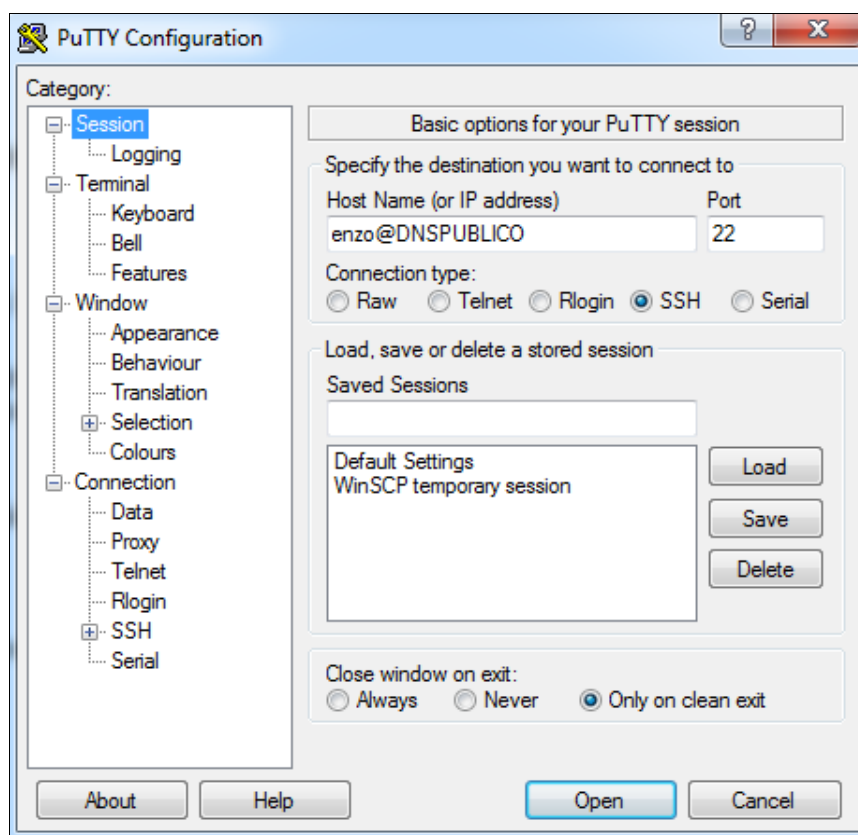 PuTTY Configuration
Category:
Session
Logging
Terminal
Keyboard
Bell
Features
Window
Appearance
Behaviour
Translation
Selection
Colours
Connection
Data
Proxy
Telnet
Rlogin
SSH
Serial
Basic options for your PuTTY session
Specify the destination you want to connect to
Host Name (or IP address) Port
enzo@DNSPUBLICO 22
Connection type:
Raw Telnet Rlogin SSH Serial
Load, save or delete a stored session
Saved Sessions
Default Settings
WinSCP temporary session
Load
Save
Delete
Close window on exit:
Always Never Only on clean exit
About Help Open Cancel